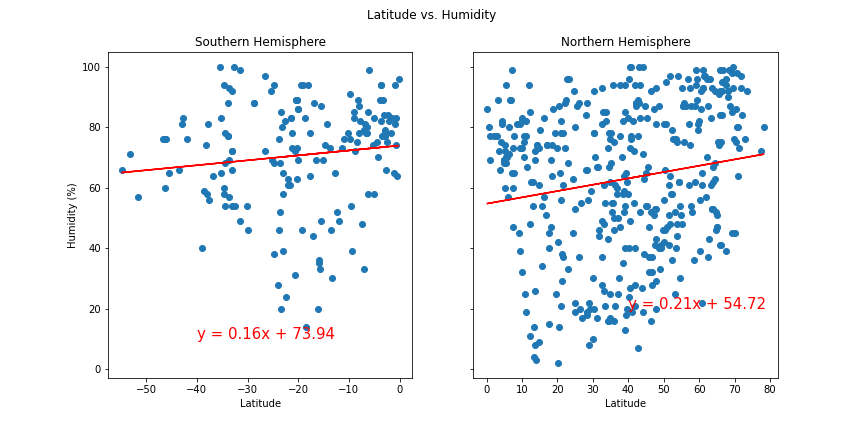 Latitude vs. Humidity
Southern Hemisphere
Northern Hemisphere
Humidity (%)
100
80
60
40
20
0
y = 0.16x + 73.94
y = 0.21x + 54.72
−50 −40 −30 −20 −10 0
0 10 20 30 40 50 60 70 80
Latitude
Latitude